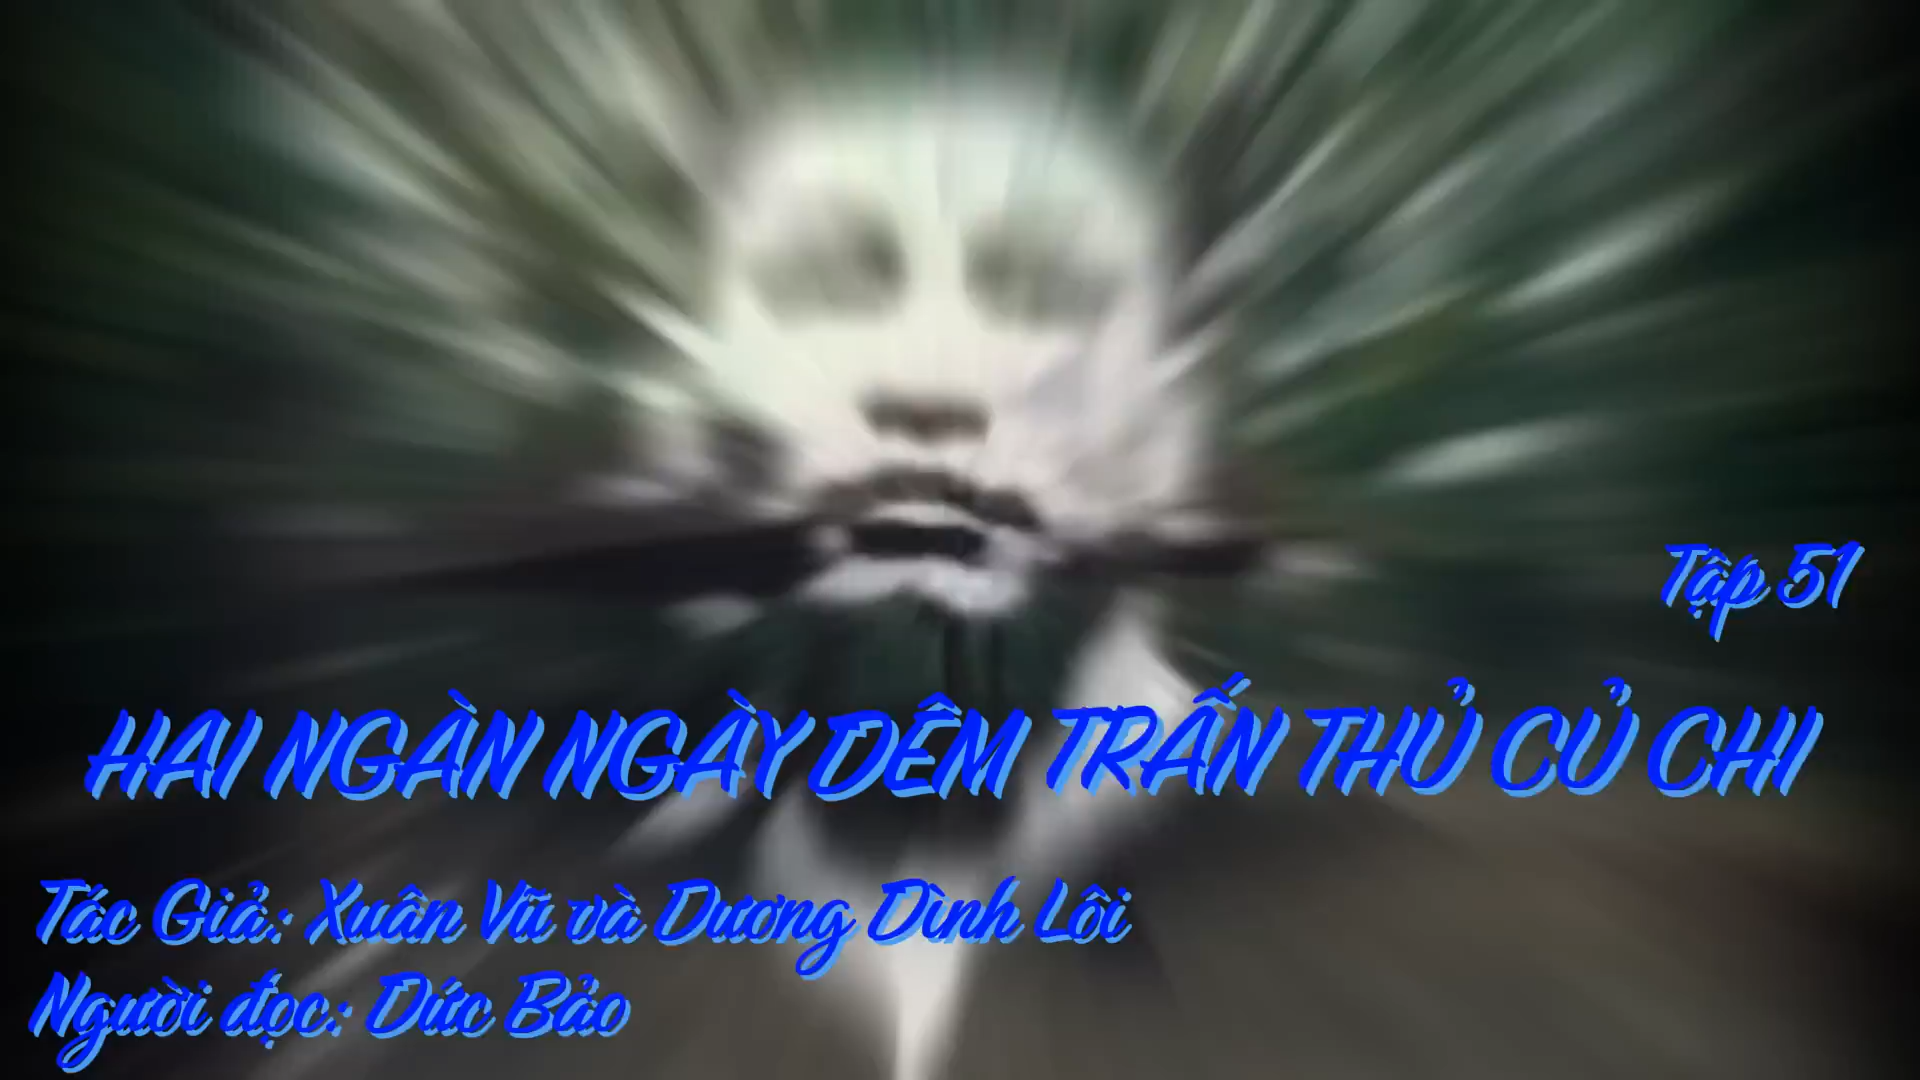 Tập 51
HAI NGÀN NGÀY ĐÊM TRẤN THỦ CỦ CHI
Tác Giả: Xuân Vũ và Dương Đình Lôi
Người đọc: Đức Bảo